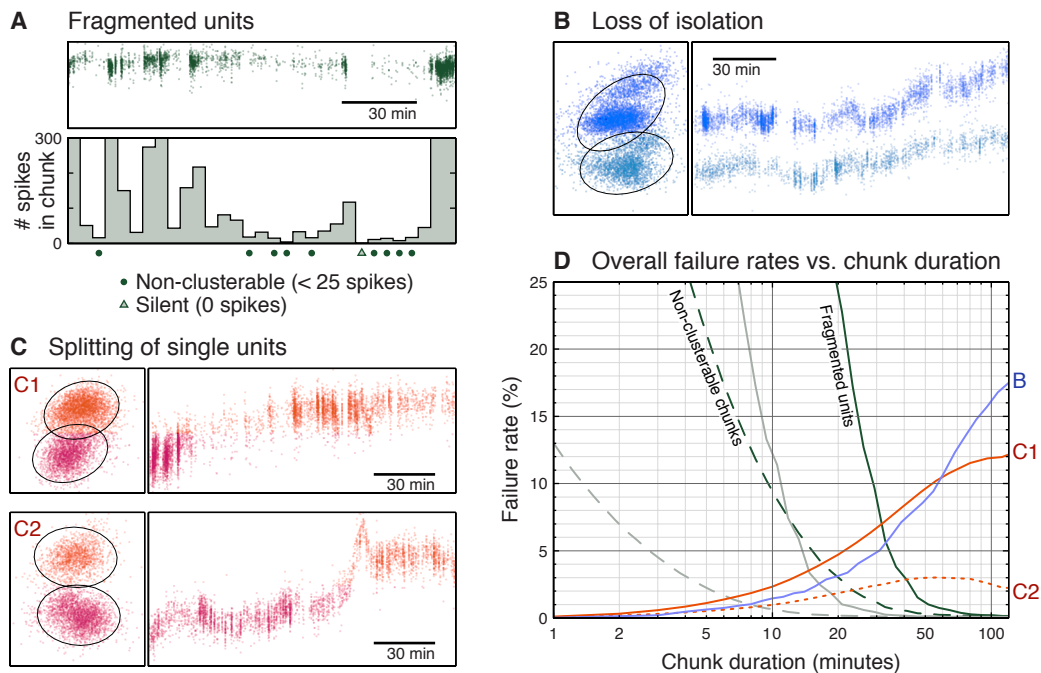 A Fragmented units
30 min
# spikes
in chunk
300
0
Non-clusterable (< 25 spikes)
Silent (0 spikes)
B Loss of isolation
30 min
C Splitting of single units
C1
30 min
C2
30 min
D Overall failure rates vs. chunk duration
Failure rate (%)
25
20
15
10
5
0
Non-clusterable chunks
Fragmented units
B
C1
C2
1
2
5
10
20
50
100
Chunk duration (minutes)